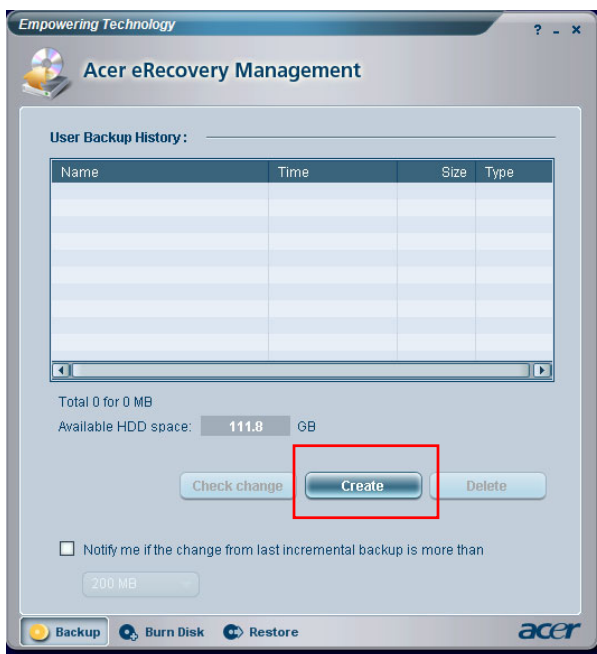 Empowering Technology
? - x
Acer eRecovery Management
User Backup History :
Name Time Size Type
Total 0 for 0 MB
Available HDD space: 111.8 GB
Check change Create Delete
Notify me if the change from last incremental backup is more than
200 MB
Backup Burn Disk Restore acer